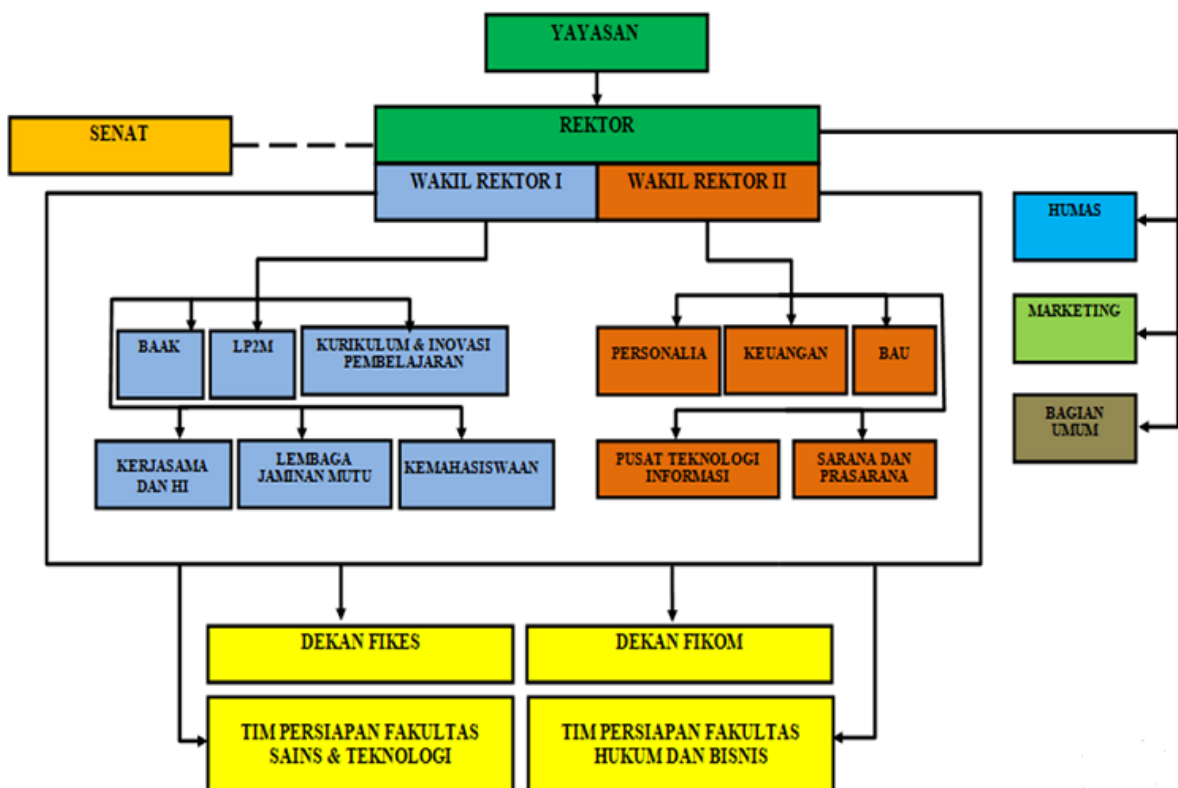 YAYASAN
REKTOR
SENAT
WAKIL REKTOR I
WAKIL REKTOR II
HUMAS
MARKETING
BAGIAN
UMUM
BAAK
LP2M
KURIKULUM & INOVASI
PEMBELAJARAN
PERSONALIA
KEUANGAN
BAU
KERJASAMA
DAN HI
LEMBAGA
JAMINAN MUTU
KEMAHASISWAAN
PUSAT TEKNOLOGI
INFORMASI
SARANA DAN
PRASARANA
DEKAN FIKES
DEKAN FIKOM
TIM PERSIAPAN FAKULTAS
SAINS & TEKNOLOGI
TIM PERSIAPAN FAKULTAS
HUKUM DAN BISNIS